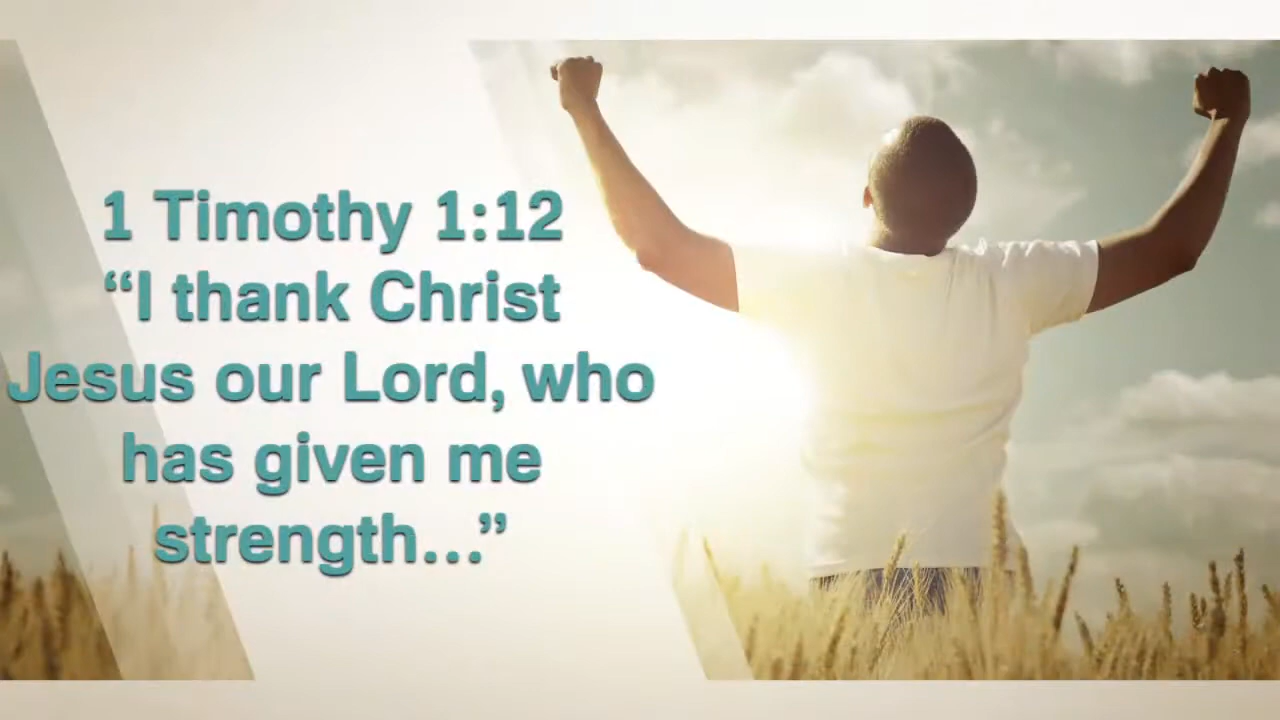 1 Timothy 1:12
“I thank Christ
Jesus our Lord, who
has given me
strength...”